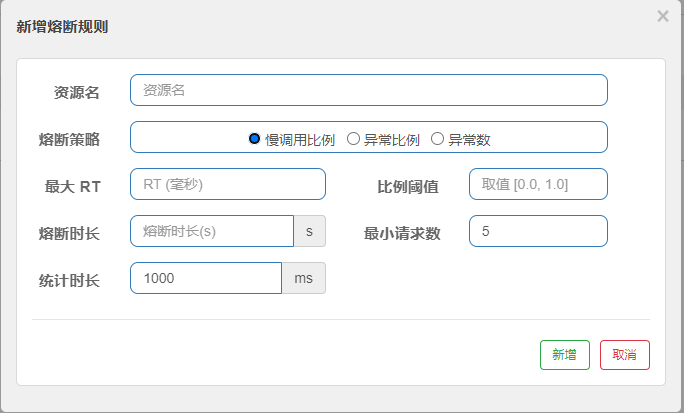 新增熔断规则
资源名 资源名
熔断策略 慢调用比例 异常比例 异常数
最大 RT RT (毫秒) 比例阈值 取值 [0.0, 1.0]
熔断时长 熔断时长(s) s 最小请求数 5
统计时长 1000 ms
新增 取消